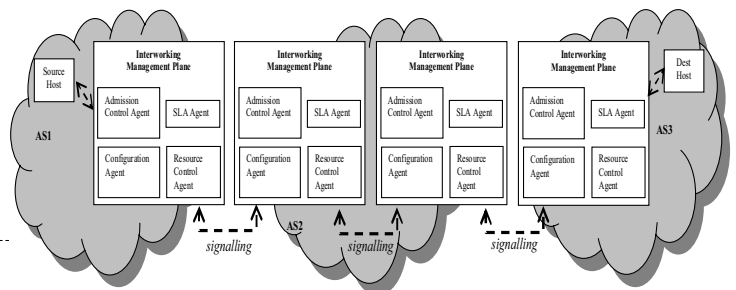 Source
Host
AS1
Interworking
Management Plane
Admission
Control Agent
SLA Agent
Configuration
Agent
Resource
Control
Agent
signalling
Interworking
Management Plane
Admission
Control Agent
SLA Agent
Configuration
Agent
Resource
Control
Agent
AS2
signalling
Interworking
Management Plane
Admission
Control Agent
SLA Agent
Configuration
Agent
Resource
Control
Agent
signalling
Interworking
Management Plane
Admission
Control Agent
SLA Agent
Configuration
Agent
Resource
Control
Agent
Dest
Host
AS3